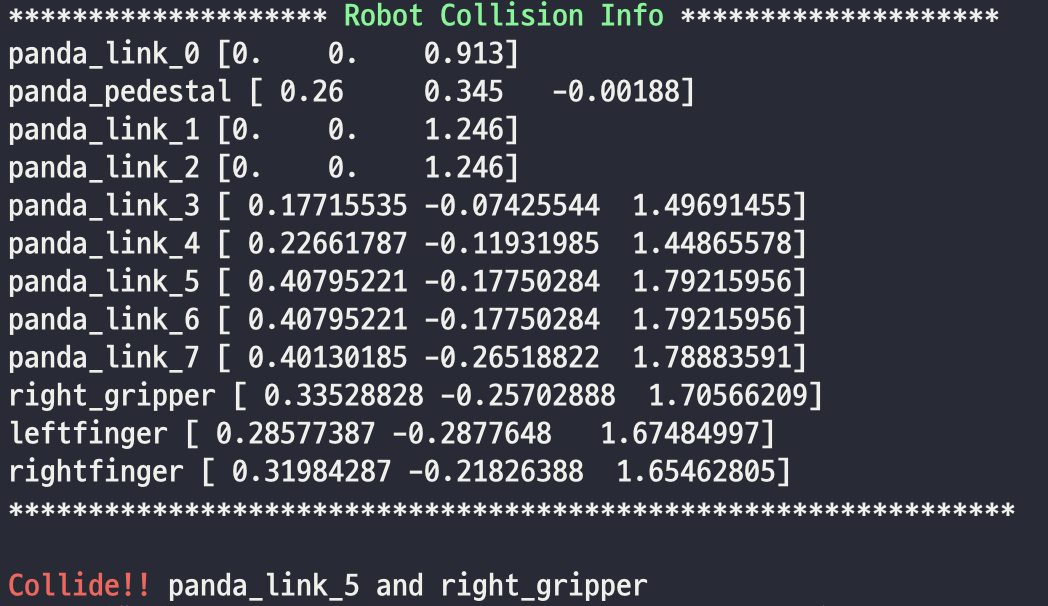 ******************** Robot Collision Info ********************
panda_link_0 [0.    0.    0.913]
panda_pedestal [ 0.26     0.345   -0.00188]
panda_link_1 [0.    0.    1.246]
panda_link_2 [0.    0.    1.246]
panda_link_3 [ 0.17715535 -0.07425544  1.49691455]
panda_link_4 [ 0.22661787 -0.11931985  1.44865578]
panda_link_5 [ 0.40795221 -0.17750284  1.79215956]
panda_link_6 [ 0.40795221 -0.17750284  1.79215956]
panda_link_7 [ 0.40130185 -0.26518822  1.78883591]
right_gripper [ 0.33528828 -0.25702888  1.70566209]
leftfinger [ 0.28577387 -0.2877648   1.67484997]
rightfinger [ 0.31984287 -0.21826388  1.65462805]
***************************************************************
Collide!! panda_link_5 and right_gripper